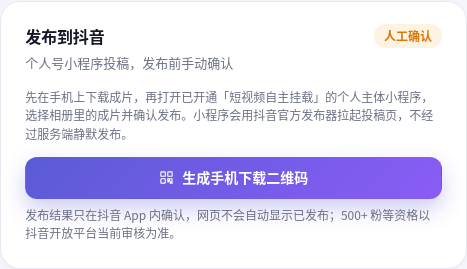 发布到抖音
人工确认
个人号小程序投稿，发布前手动确认
先在手机上下载成片，再打开已开通「短视频自主挂载」的个人主体小程序，
选择相册里的成片并确认发布。小程序会用抖音官方发布器拉起投稿页，不经
过服务端静默发布。
生成手机下载二维码
发布结果只在抖音 App 内确认，网页不会自动显示已发布；500+ 粉等资格以
抖音开放平台当前审核为准。